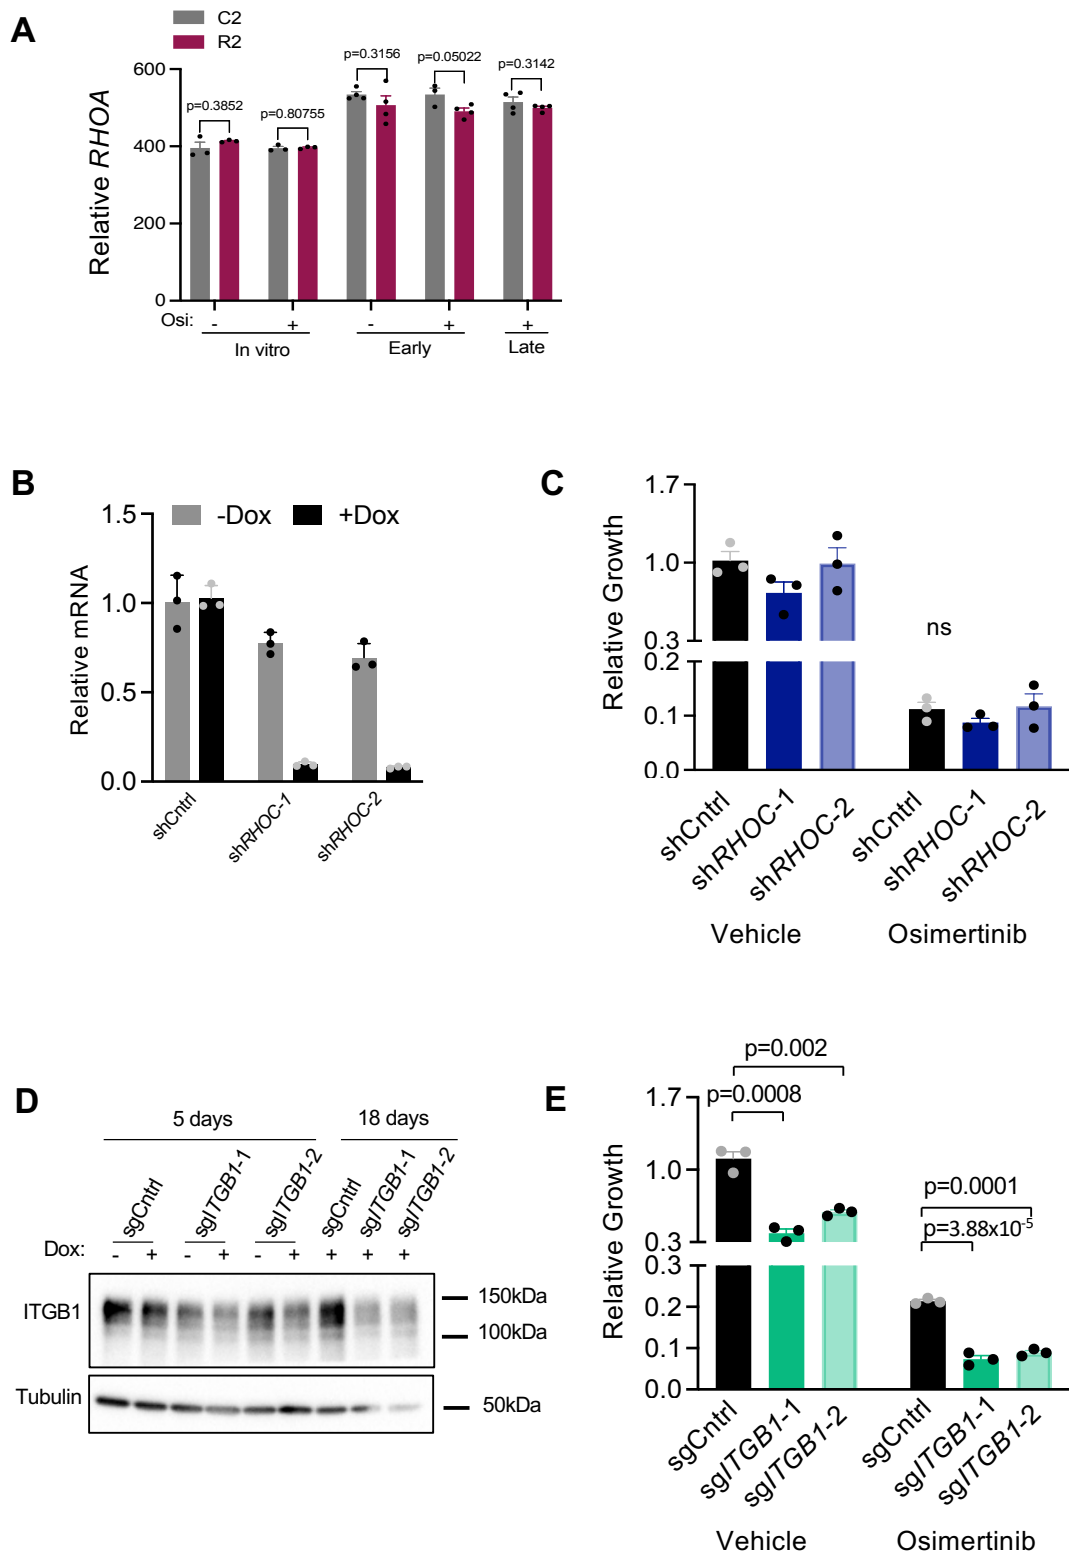 A
C2
R2
Relative RHOA
600
400
200
0
p=0.3852
p=0.80755
p=0.3156
p=0.05022
p=0.3142
Osi: - + - + +
In vitro Early Late
B
-Dox +Dox
Relative mRNA
1.5
1.0
0.5
0.0
shCntrl
shRHOC-1
shRHOC-2
C
Relative Growth
1.7
1.0
0.3
0.2
0.1
0.0
ns
shCntrl
shRHOC-1
shRHOC-2
shCntrl
shRHOC-1
shRHOC-2
Vehicle Osimertinib
D
5 days 18 days
sgCntrl
sgITGB1-1
sgITGB1-2
sgCntrl
sgITGB1-1
sgITGB1-2
Dox: - + - + - + + + +
ITGB1
150kDa
100kDa
Tubulin
50kDa
E
Relative Growth
1.7
1.0
0.3
0.3
0.2
0.1
0.0
p=0.002
p=0.0008
p=0.0001
p=3.88x10-5
sgCntrl
sgITGB1-1
sgITGB1-2
sgCntrl
sgITGB1-1
sgITGB1-2
Vehicle Osimertinib